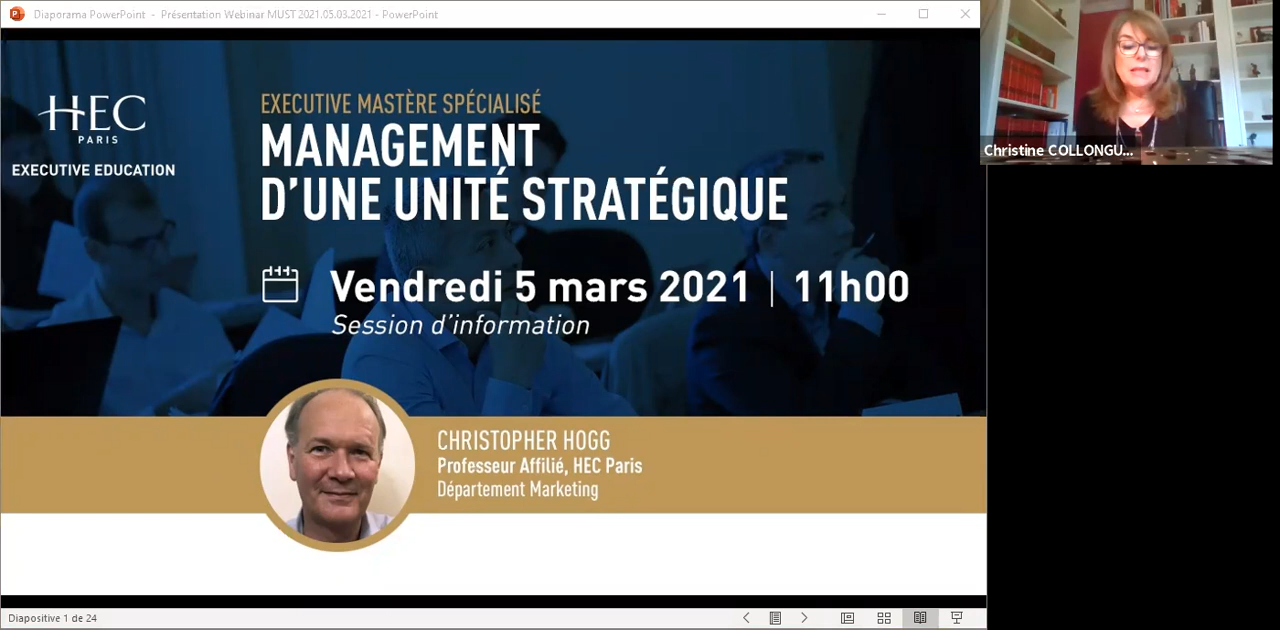 Diaporama PowerPoint - Présentation Webinar MUST 2021.05.03.2021 - PowerPoint
HEC
PARIS
EXECUTIVE EDUCATION
EXECUTIVE MASTÈRE SPÉCIALISÉ
MANAGEMENT
D'UNE UNITÉ STRATÉGIQUE
Vendredi 5 mars 2021 | 11h00
Session d'information
CHRISTOPHER HOGG
Professeur Affilié, HEC Paris
Département Marketing
Christine COLLONGU...
Diapositive 1 de 24